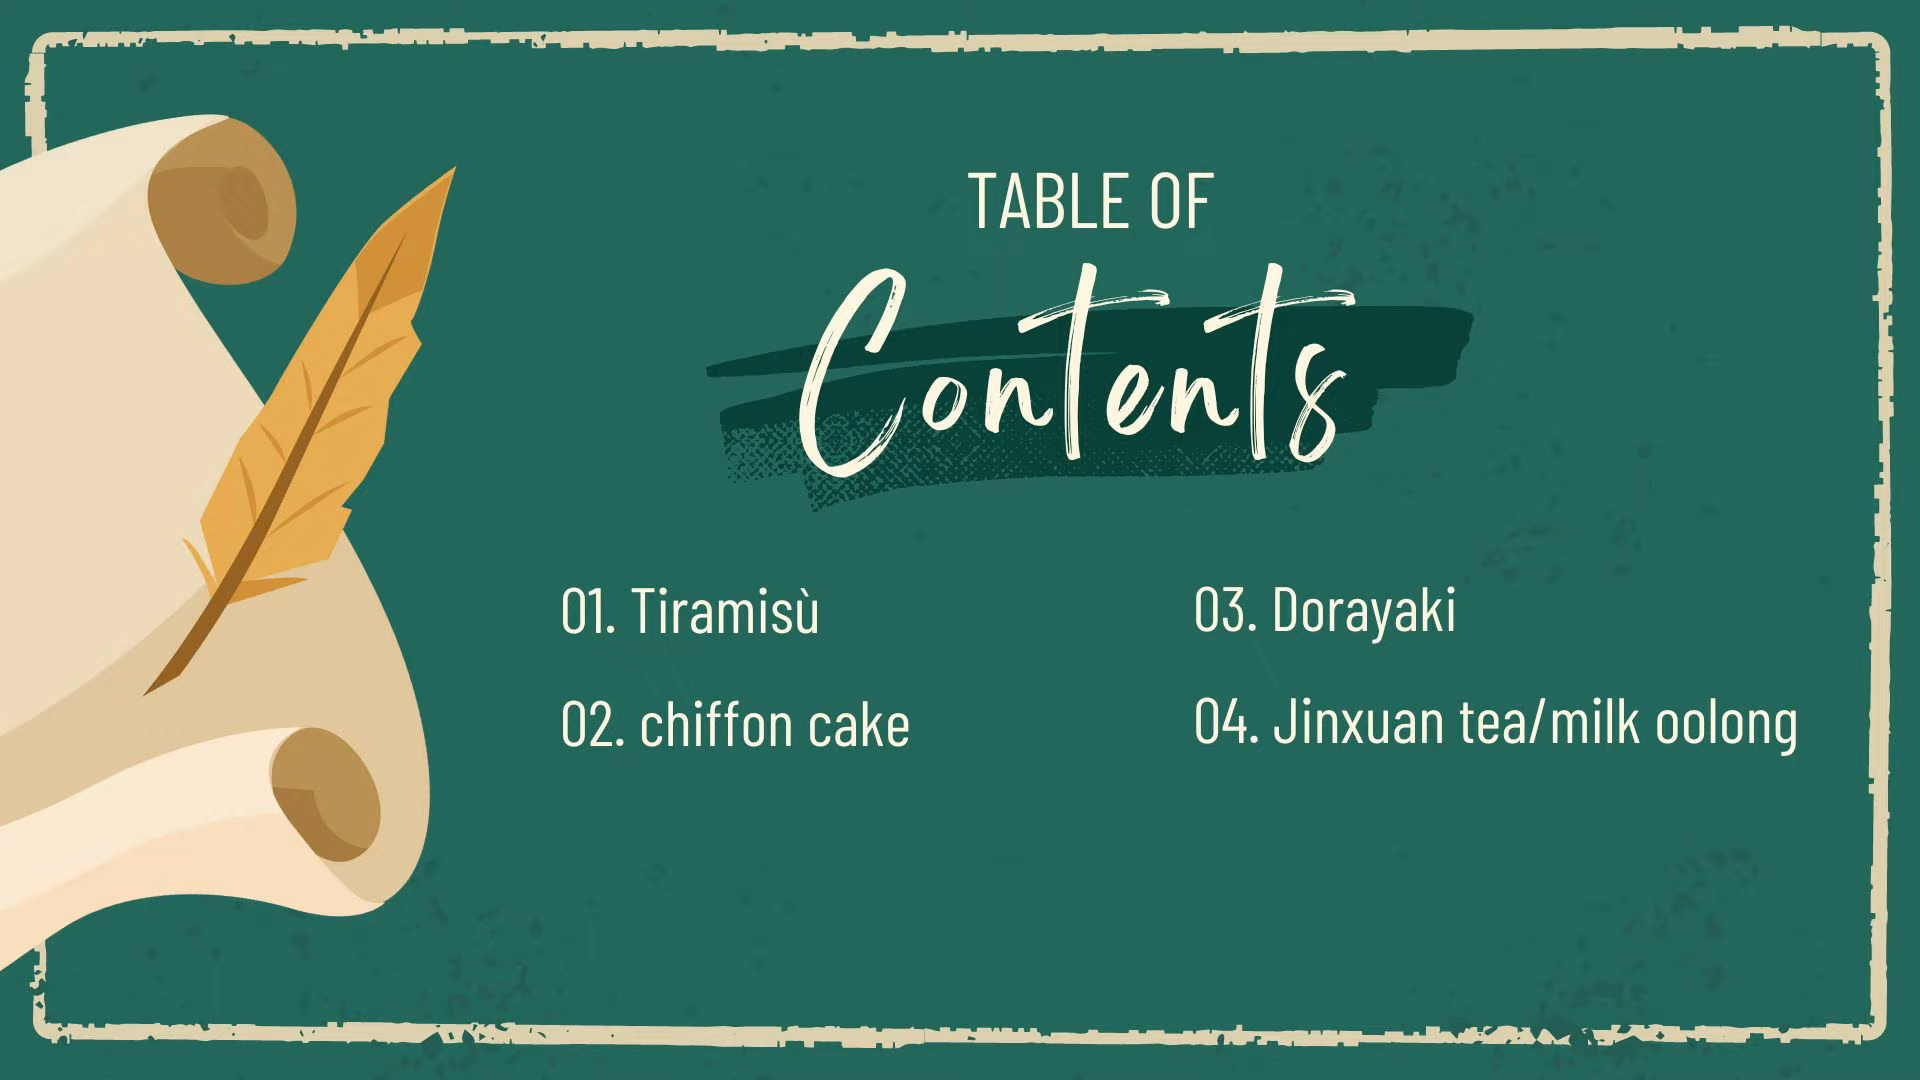 TABLE OF
Contents
01. Tiramisù
02. chiffon cake
03. Dorayaki
04. Jinxuan tea/milk oolong